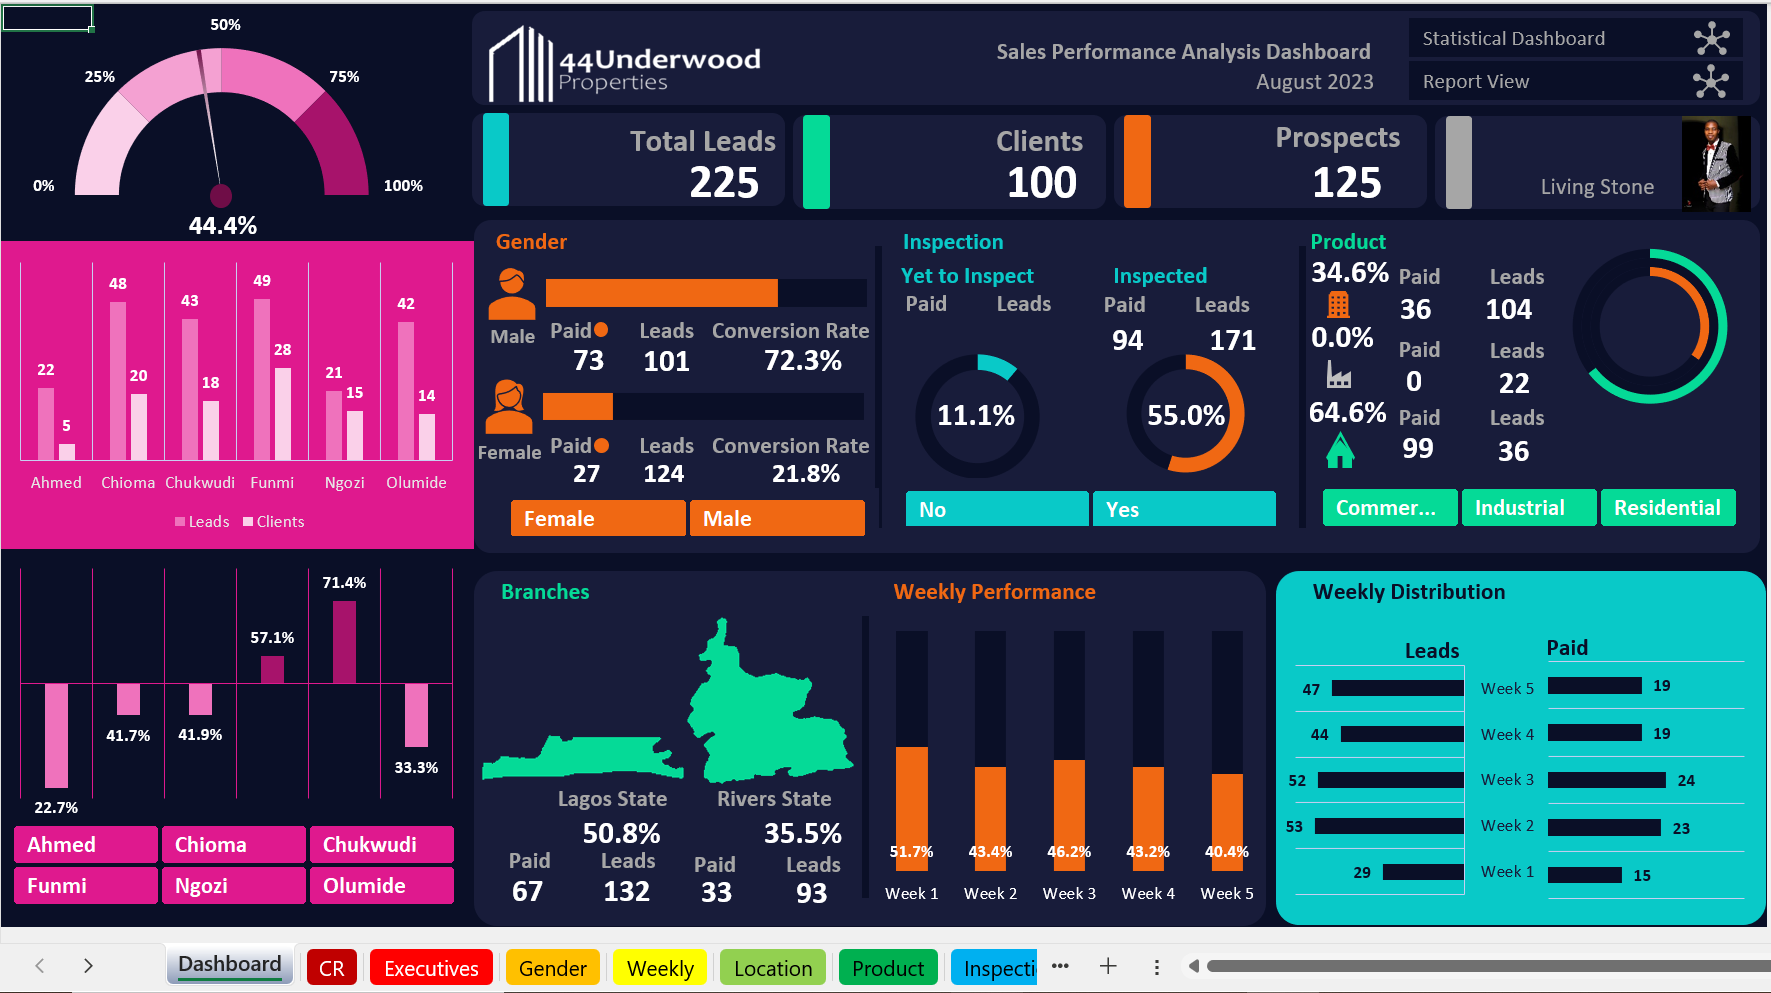 50%
25%
75%
0%
100%
44.4%
44Underwood
Properties
Sales Performance Analysis Dashboard
August 2023
Statistical Dashboard
Report View
Total Leads
225
Clients
100
Prospects
125
Living Stone
49
48
43
42
28
22
20
21
18
15
14
5
Ahmed Chioma Chukwudi Funmi Ngozi Olumide
Leads Clients
71.4%
57.1%
41.7% 41.9%
33.3%
22.7%
Ahmed Chioma Chukwudi
Funmi Ngozi Olumide
Gender
Male
Paid Leads Conversion Rate
73 101 72.3%
Female
Paid Leads Conversion Rate
27 124 21.8%
Female Male
Inspection
Yet to Inspect Inspected
Paid Leads Paid Leads
94 171
11.1% 55.0%
No Yes
Product
34.6% Paid Leads
36 104
0.0% Paid Leads
0 22
64.6% Paid Leads
99 36
Commer... Industrial Residential
Branches
Lagos State Rivers State
50.8% 35.5%
Paid Leads Paid Leads
67 132 33 93
Weekly Performance
51.7% 43.4% 46.2% 43.2% 40.4%
Week 1 Week 2 Week 3 Week 4 Week 5
Weekly Distribution
Leads Paid
47 Week 5 19
44 Week 4 19
52 Week 3 24
53 Week 2 23
29 Week 1 15
Dashboard CR Executives Gender Weekly Location Product Inspecti